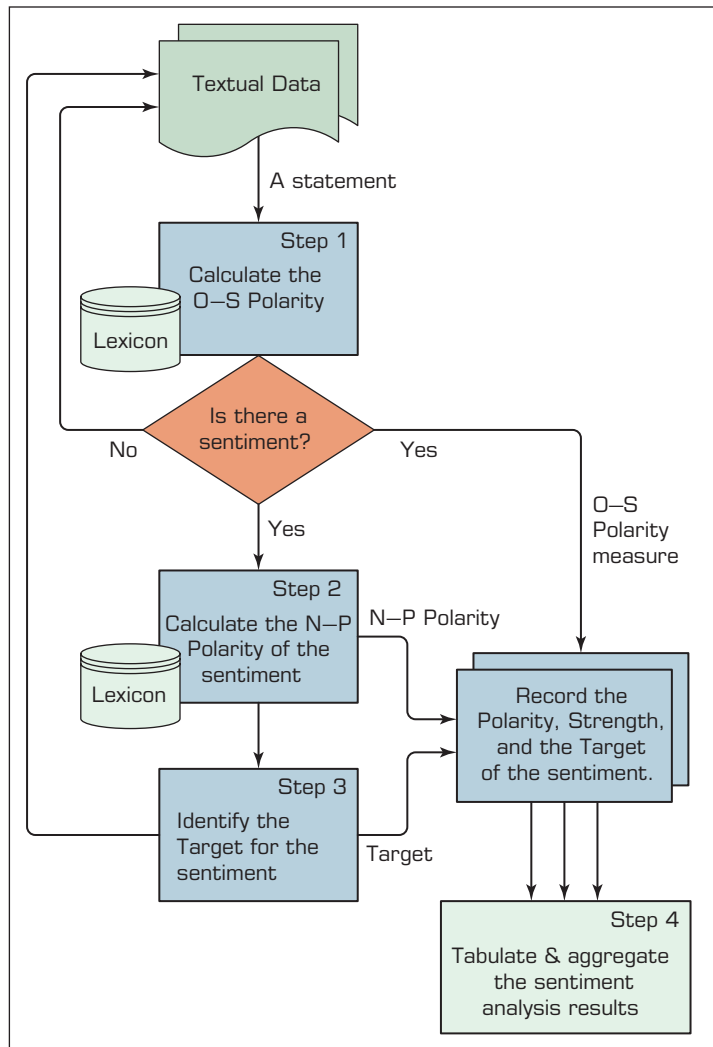 Textual Data
A statement
Step 1
Calculate the
O–S Polarity
Lexicon
Is there a
sentiment?
No
Yes
Yes
O–S
Polarity
measure
Step 2
Calculate the N–P
Polarity of the
sentiment
Lexicon
N–P Polarity
Record the
Polarity, Strength,
and the Target
of the sentiment.
Step 3
Identify the
Target for the
sentiment
Target
Step 4
Tabulate & aggregate
the sentiment
analysis results